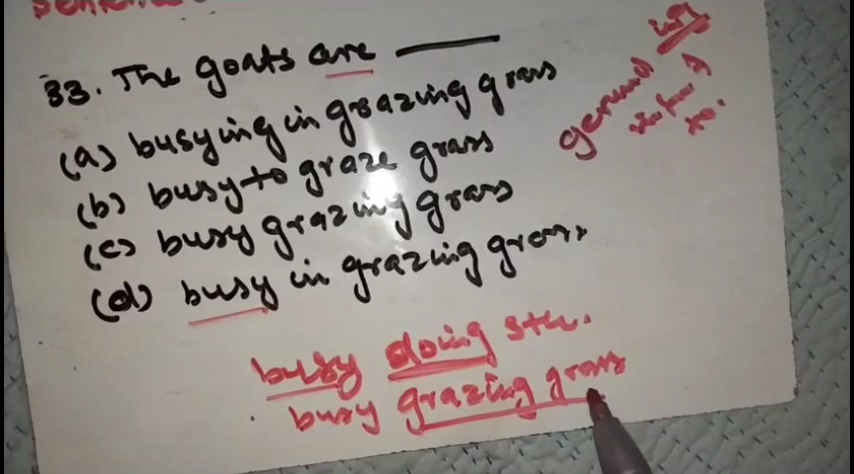 33. The goats are ______
(a) busying in grazing grass
(b) busy to graze grass
(c) busy grazing grass
(d) busy in grazing grass
gerund
busy doing sth.
busy grazing grass